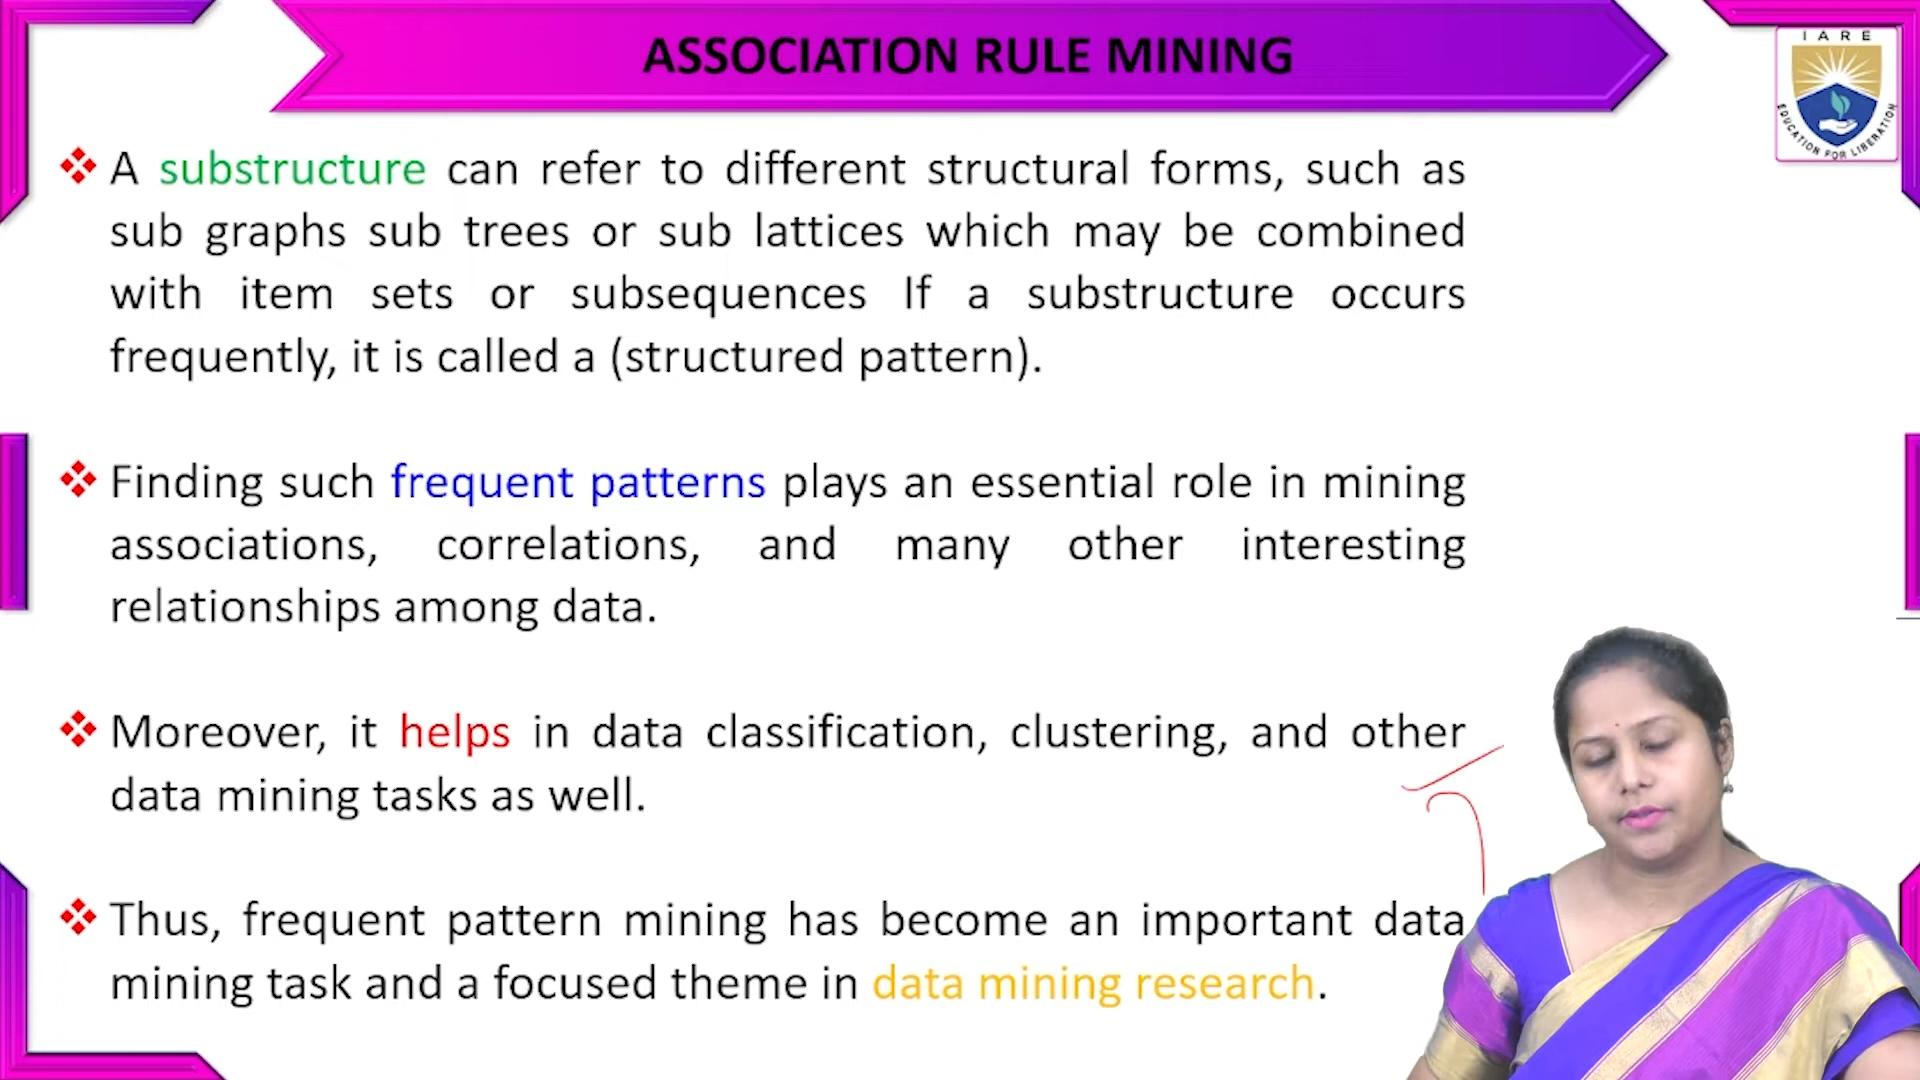 ASSOCIATION RULE MINING
IARE
EDUCATION FOR LIBERATION
A substructure can refer to different structural forms, such as
sub graphs sub trees or sub lattices which may be combined
with item sets or subsequences If a substructure occurs
frequently, it is called a (structured pattern).
Finding such frequent patterns plays an essential role in mining
associations, correlations, and many other interesting
relationships among data.
Moreover, it helps in data classification, clustering, and other
data mining tasks as well.
Thus, frequent pattern mining has become an important data
mining task and a focused theme in data mining research.